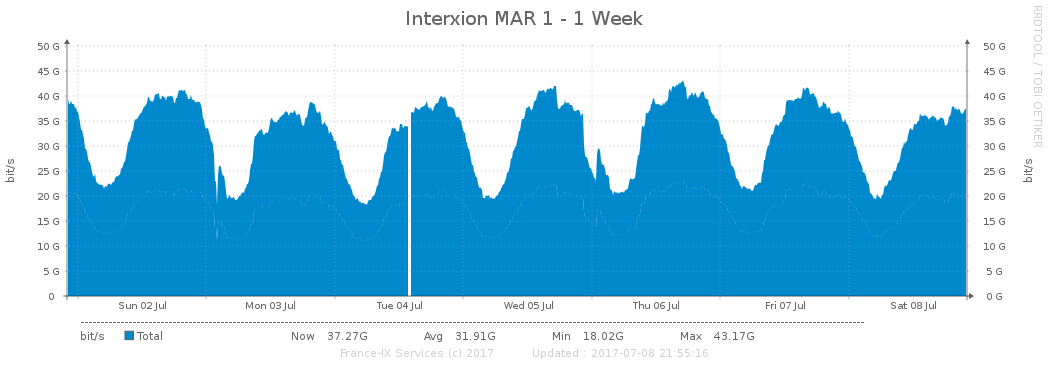 Interxion MAR 1 - 1 Week
RRDTOOL / TOBI OETIKER
50 G 50 G
45 G 45 G
40 G 40 G
35 G 35 G
30 G 30 G
25 G 25 G
20 G 20 G
15 G 15 G
10 G 10 G
5 G 5 G
0 0 G
bit/s bit/s
Sun 02 Jul Mon 03 Jul Tue 04 Jul Wed 05 Jul Thu 06 Jul Fri 07 Jul Sat 08 Jul
bit/s Total Now 37.27G Avg 31.91G Min 18.02G Max 43.17G
France-IX Services (c) 2017 Updated : 2017-07-08 21:55:16